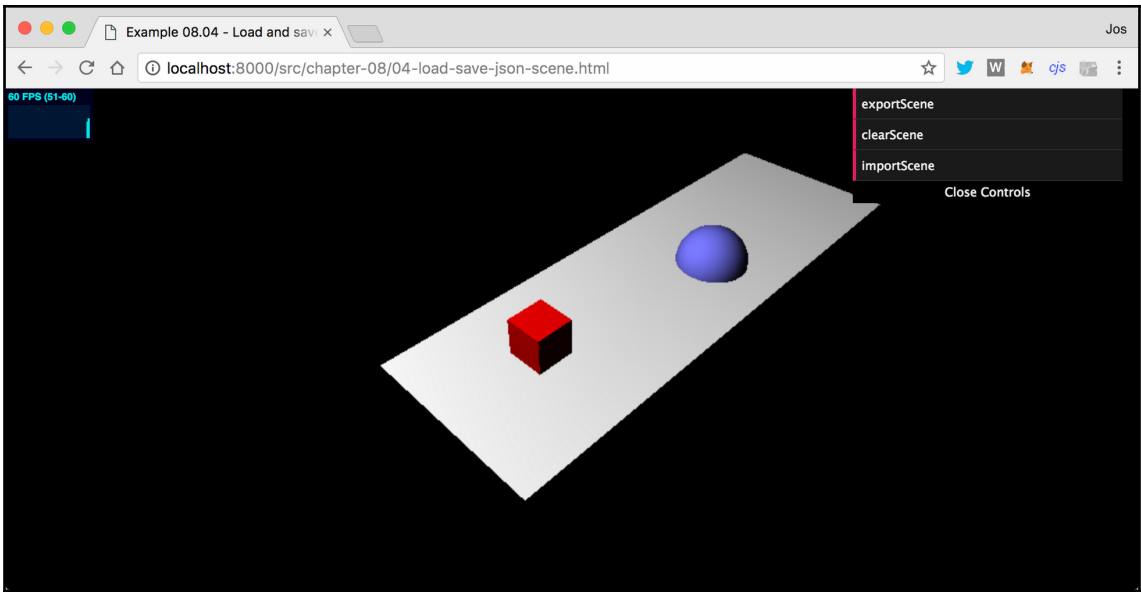 Example 08.04 - Load and sav
Jos
localhost:8000/src/chapter-08/04-load-save-json-scene.html
W
cjs
60 FPS (51-60)
exportScene
clearScene
importScene
Close Controls